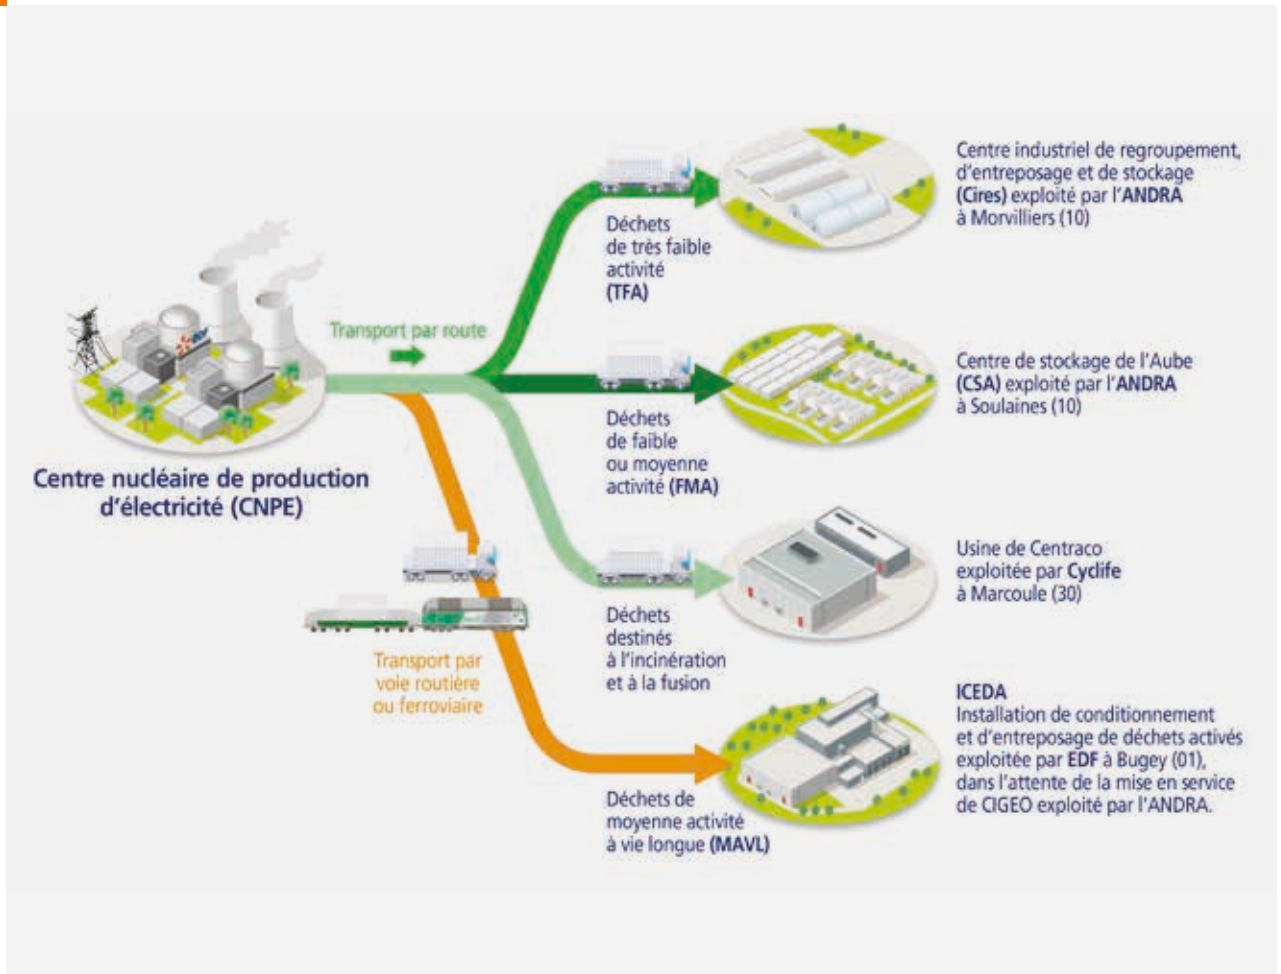 Centre industriel de regroupement,
d'entreposage et de stockage
(Cires) exploité par l'ANDRA
à Morvilliers (10)
Déchets
de très faible
activité
(TFA)
Transport par route
Centre de stockage de l'Aube
(CSA) exploité par l'ANDRA
à Soulaines (10)
Déchets
de faible
ou moyenne
activité (FMA)
Centre nucléaire de production
d'électricité (CNPE)
Usine de Centraco
exploitée par Cyclife
à Marcoule (30)
Déchets
destinés
à l'incinération
et à la fusion
Transport par
voie routière
ou ferroviaire
ICEDA
Installation de conditionnement
et d'entreposage de déchets activés
exploitée par EDF à Bugey (01),
dans l'attente de la mise en service
de CIGEO exploité par l'ANDRA.
Déchets de
moyenne activité
à vie longue (MAVL)